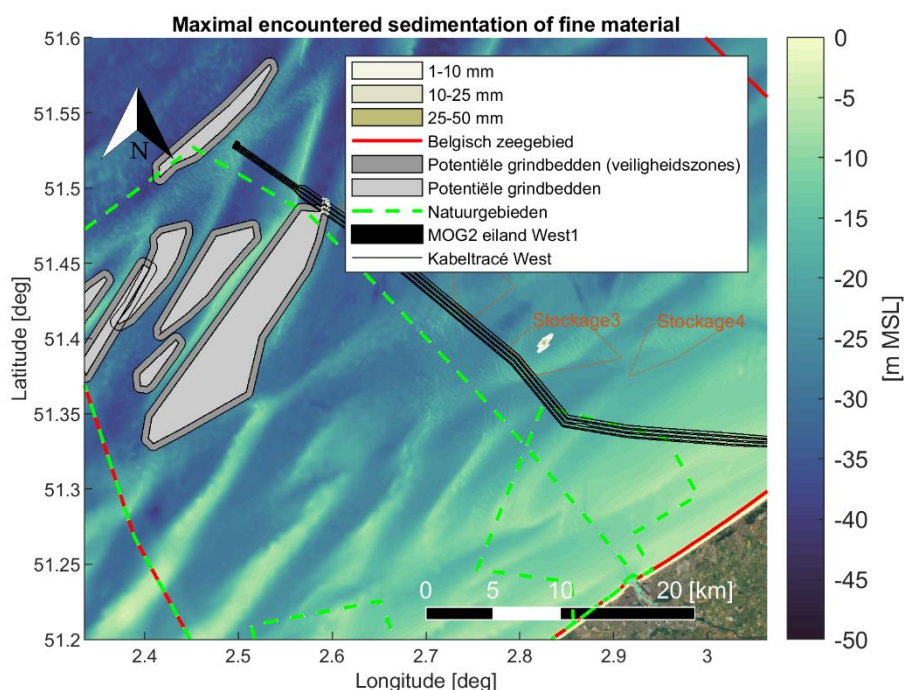 Maximal encountered sedimentation of fine material
51.6
51.55
51.5
51.45
51.4
51.35
51.3
51.25
51.2
Latitude [deg]
N
1-10 mm
10-25 mm
25-50 mm
Belgisch zeegebied
Potentiële grindbedden (veiligheidszones)
Potentiële grindbedden
Natuurgebieden
MOG2 eiland West1
Kabeltracé West
Stockage3
Stockage4
0 5 10 20 [km]
2.4 2.5 2.6 2.7 2.8 2.9 3
Longitude [deg]
0
-5
-10
-15
-20
-25
-30
-35
-40
-45
-50
[m MSL]